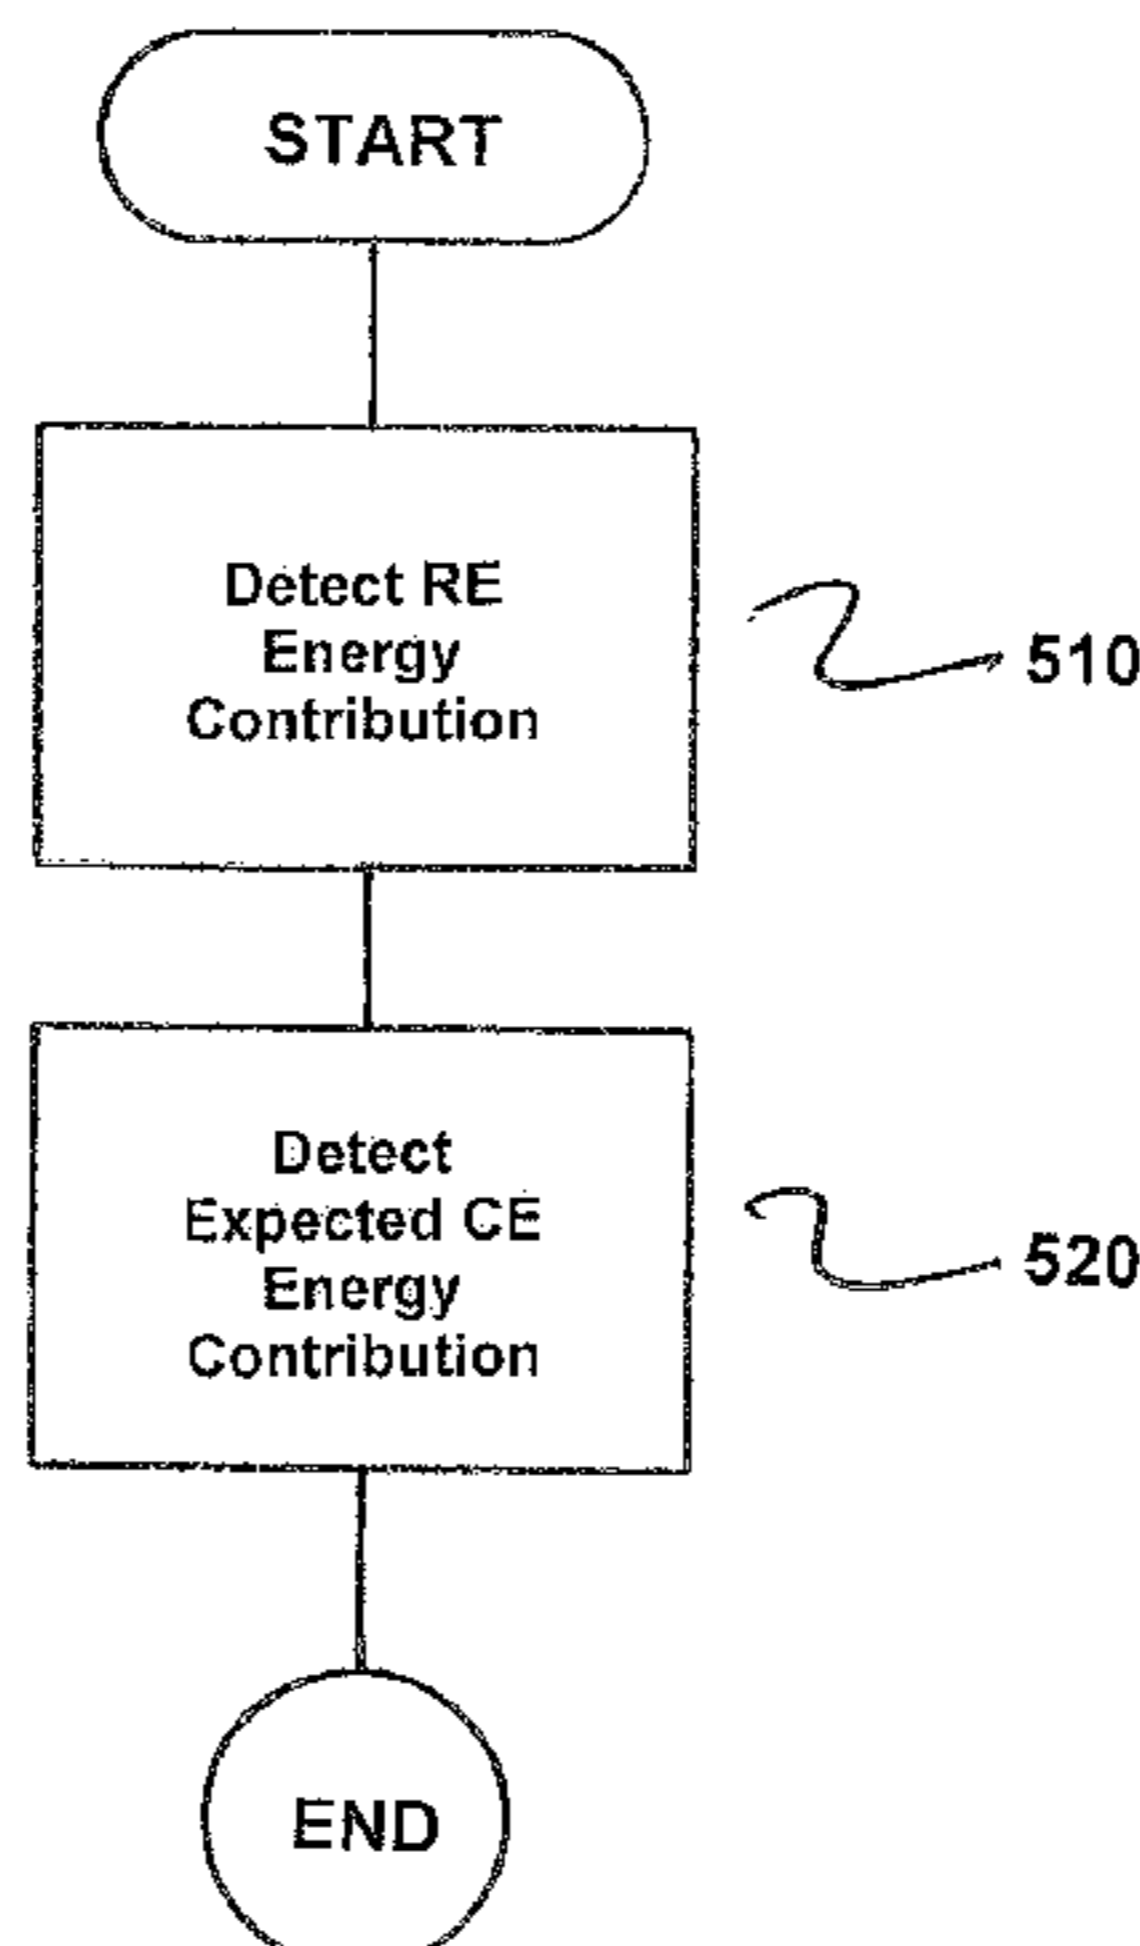 START
Detect RE
Energy
Contribution
510
Detect
Expected CE
Energy
Contribution
520
END